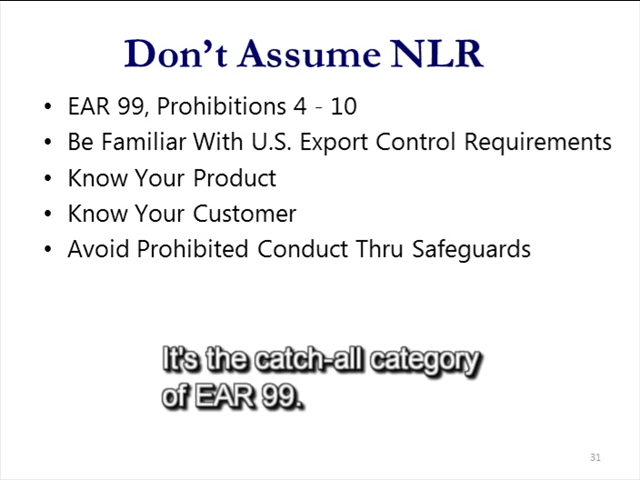 Don't Assume NLR
• EAR 99, Prohibitions 4 - 10
• Be Familiar With U.S. Export Control Requirements
• Know Your Product
• Know Your Customer
• Avoid Prohibited Conduct Thru Safeguards
It's the catch-all category
of EAR 99.
31